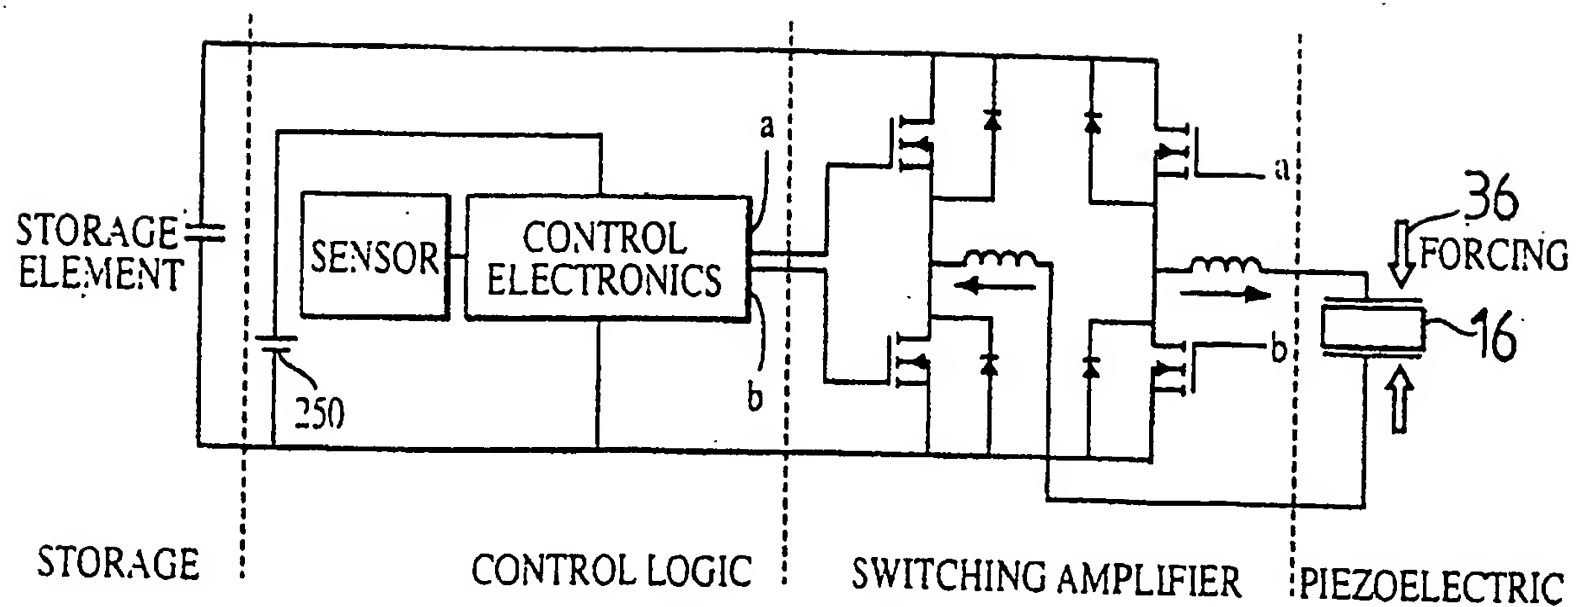 STORAGE
ELEMENT
SENSOR
CONTROL
ELECTRONICS
a
b
250
a
b
36
FORCING
16
STORAGE
CONTROL LOGIC
SWITCHING AMPLIFIER
PIEZOELECTRIC